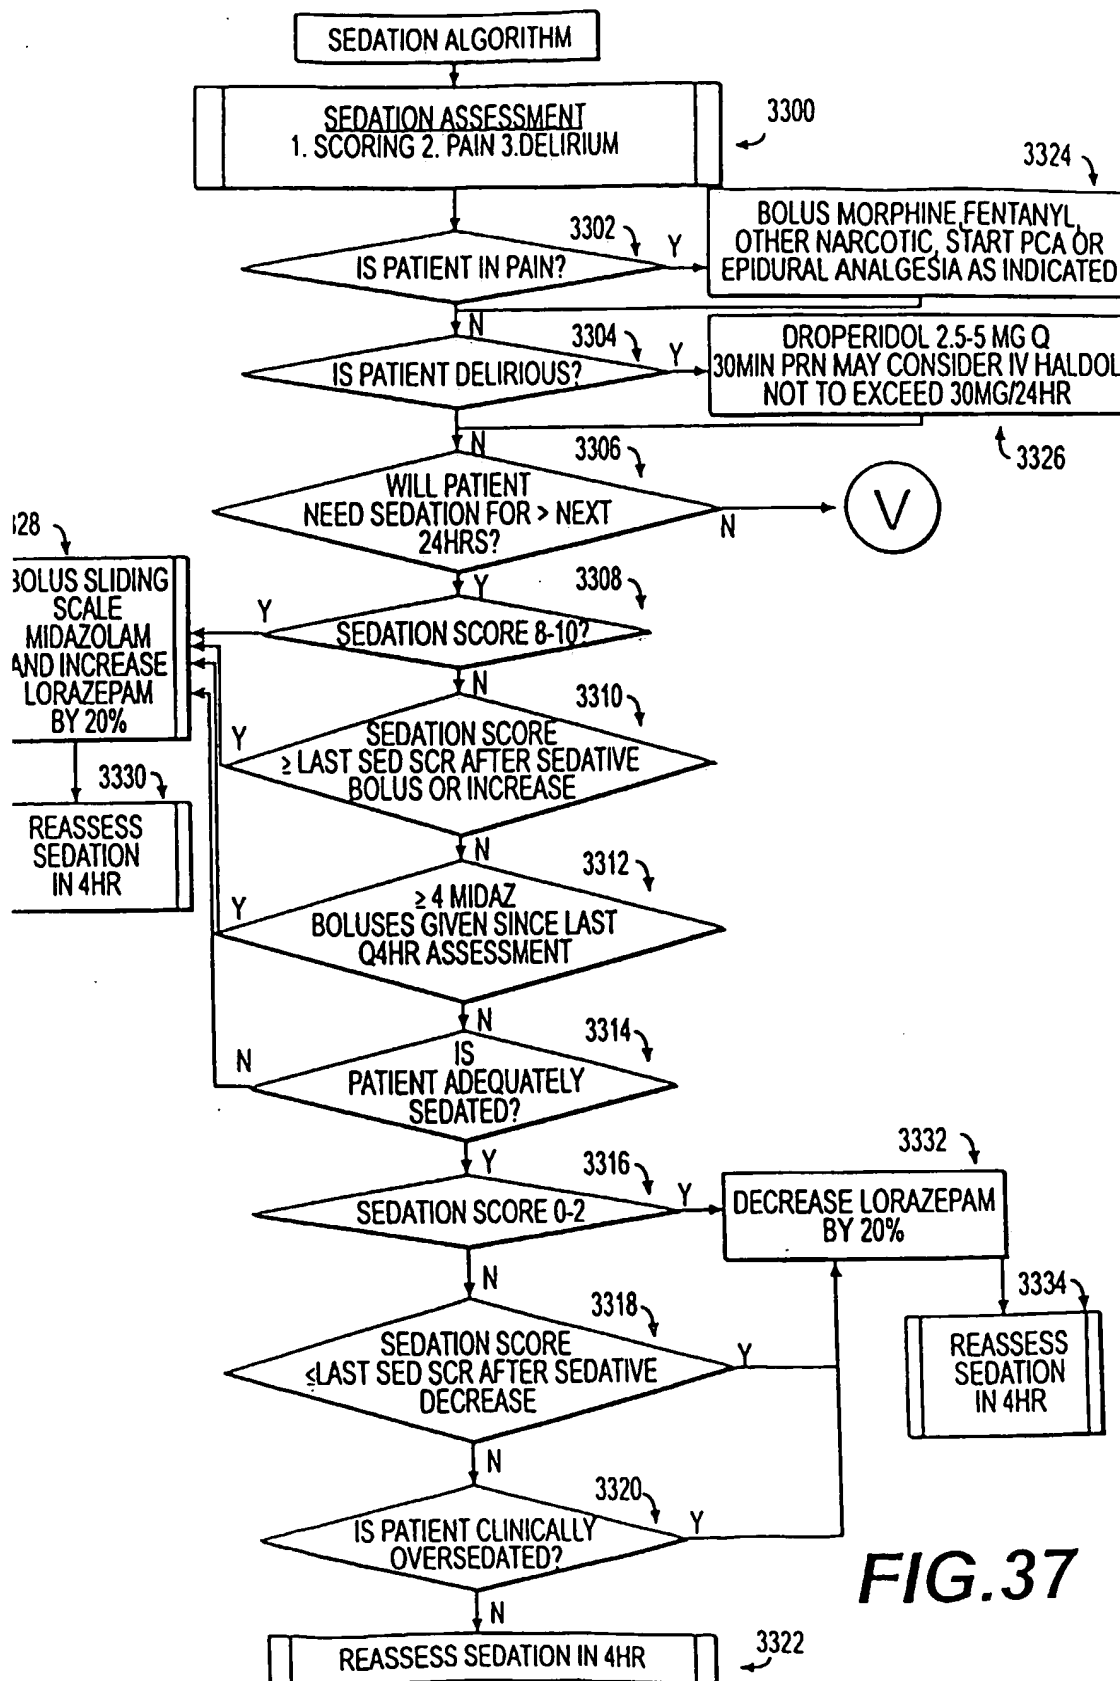 SEDATION ALGORITHM
SEDATION ASSESSMENT
1. SCORING 2. PAIN 3.DELIRIUM
3300
3324
BOLUS MORPHINE,FENTANYL,
OTHER NARCOTIC, START PCA OR
EPIDURAL ANALGESIA AS INDICATED
3302
IS PATIENT IN PAIN?
Y
N
3304
IS PATIENT DELIRIOUS?
Y
DROPERIDOL 2.5-5 MG Q
30MIN PRN MAY CONSIDER IV HALDOL
NOT TO EXCEED 30MG/24HR
3326
N
3306
WILL PATIENT
NEED SEDATION FOR > NEXT
24HRS?
N
V
Y
328
BOLUS SLIDING
SCALE
MIDAZOLAM
AND INCREASE
LORAZEPAM
BY 20%
3308
SEDATION SCORE 8-10?
Y
N
3310
SEDATION SCORE
≥ LAST SED SCR AFTER SEDATIVE
BOLUS OR INCREASE
Y
N
3330
REASSESS
SEDATION
IN 4HR
3312
≥ 4 MIDAZ
BOLUSES GIVEN SINCE LAST
Q4HR ASSESSMENT
Y
N
3314
IS
PATIENT ADEQUATELY
SEDATED?
N
Y
3316
SEDATION SCORE 0-2
Y
N
3332
DECREASE LORAZEPAM
BY 20%
3334
REASSESS
SEDATION
IN 4HR
3318
SEDATION SCORE
≤LAST SED SCR AFTER SEDATIVE
DECREASE
Y
N
3320
IS PATIENT CLINICALLY
OVERSEDATED?
Y
N
FIG.37
REASSESS SEDATION IN 4HR
3322